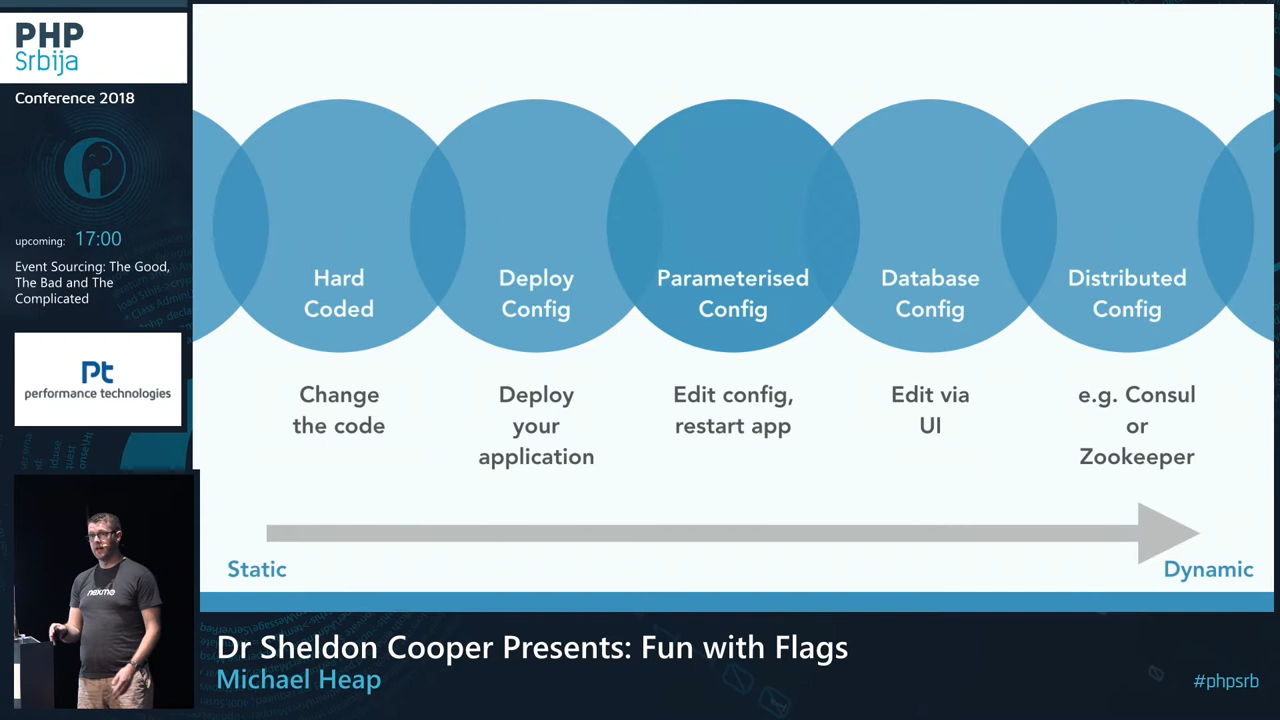 PHP
Srbija
Conference 2018
upcoming: 17:00
Event Sourcing: The Good,
The Bad and The
Complicated
Pt
performance technologies
nexmo
Hard
Coded
Deploy
Config
Parameterised
Config
Database
Config
Distributed
Config
Change
the code
Deploy
your
application
Edit config,
restart app
Edit via
UI
e.g. Consul
or
Zookeeper
Static
Dynamic
Dr Sheldon Cooper Presents: Fun with Flags
Michael Heap
#phpsrb